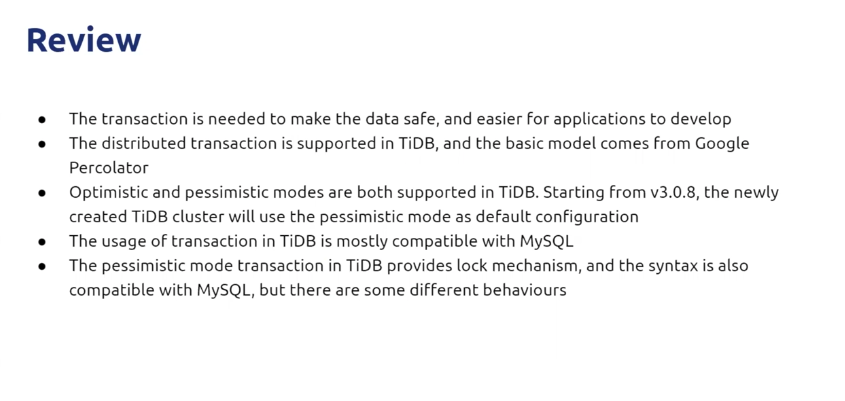 Review
● The transaction is needed to make the data safe, and easier for applications to develop
● The distributed transaction is supported in TiDB, and the basic model comes from Google
Percolator
● Optimistic and pessimistic modes are both supported in TiDB. Starting from v3.0.8, the newly
created TiDB cluster will use the pessimistic mode as default configuration
● The usage of transaction in TiDB is mostly compatible with MySQL
● The pessimistic mode transaction in TiDB provides lock mechanism, and the syntax is also
compatible with MySQL, but there are some different behaviours